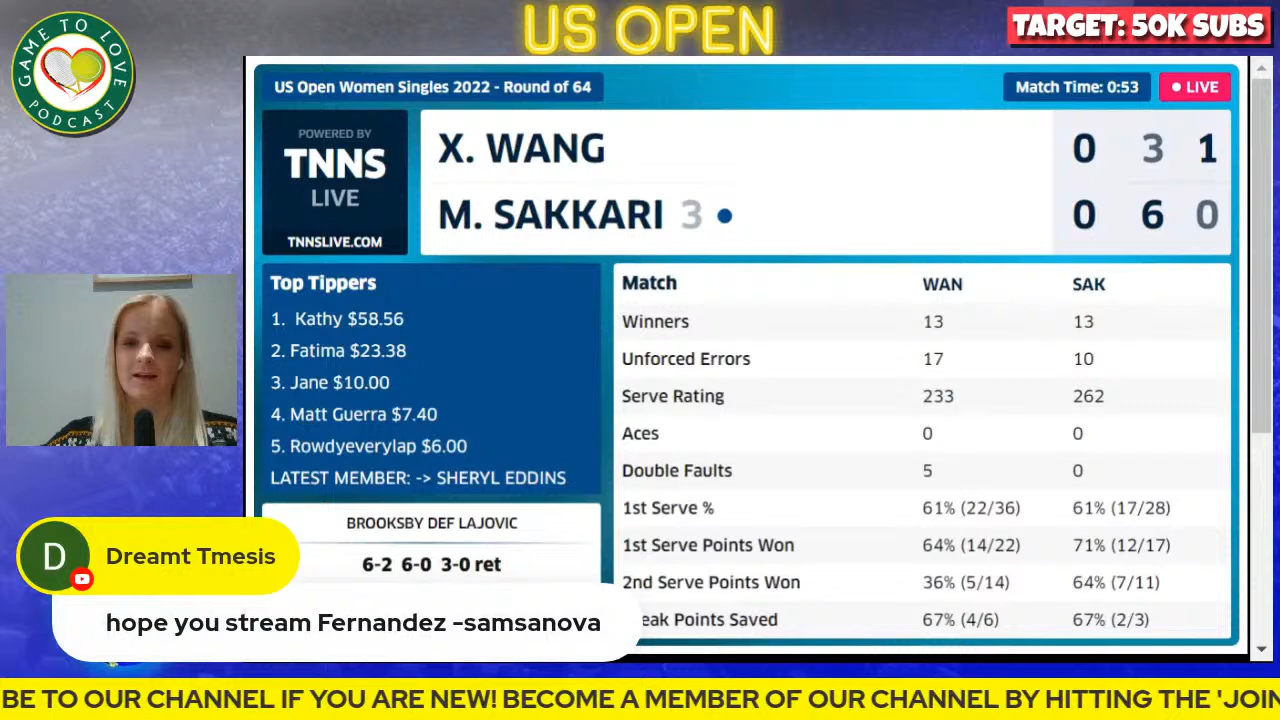 US OPEN
TARGET: 50K SUBS
GAME TO LOVE
PODCAST
US Open Women Singles 2022 - Round of 64
Match Time: 0:53
LIVE
POWERED BY
TNNS
LIVE
TNNSLIVE.COM
X. WANG 0 3 1
M. SAKKARI 3 0 6 0
Top Tippers
1. Kathy $58.56
2. Fatima $23.38
3. Jane $10.00
4. Matt Guerra $7.40
5. Rowdyeverylap $6.00
LATEST MEMBER: -> SHERYL EDDINS
BROOKSBY DEF LAJOVIC
6-2 6-0 3-0 ret
Match WAN SAK
Winners 13 13
Unforced Errors 17 10
Serve Rating 233 262
Aces 0 0
Double Faults 5 0
1st Serve % 61% (22/36) 61% (17/28)
1st Serve Points Won 64% (14/22) 71% (12/17)
2nd Serve Points Won 36% (5/14) 64% (7/11)
eak Points Saved 67% (4/6) 67% (2/3)
D
Dreamt Tmesis
hope you stream Fernandez -samsanova
BE TO OUR CHANNEL IF YOU ARE NEW! BECOME A MEMBER OF OUR CHANNEL BY HITTING THE 'JOIN